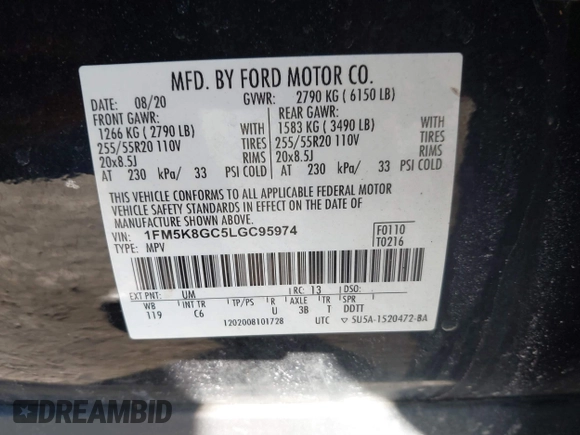 MFD. BY FORD MOTOR CO.
DATE: 08/20 GVWR: 2790 KG ( 6150 LB)
FRONT GAWR: REAR GAWR:
1266 KG ( 2790 LB) WITH 1583 KG ( 3490 LB) WITH
255/55R20 110V TIRES 255/55R20 110V TIRES
20x8.5J RIMS 20x8.5J RIMS
AT 230 kPa/ 33 PSI COLD AT 230 kPa/ 33 PSI COLD
THIS VEHICLE CONFORMS TO ALL APPLICABLE FEDERAL MOTOR
VEHICLE SAFETY AND THEFT PREVENTION STANDARDS IN EFFECT ON THE DATE OF
MANUFACTURE SHOWN ABOVE.
VIN: 1FM5K8GC5LGC95974 F0110
TYPE: MPV T0216
EXT PNT: UM RC: 13 DSO:
WB INT TR TP/PS R AXLE TR SPR
119 C6 U 3B T DDTT
1202008101728 UTC ▽ 5U5A-1520472-BA
DREAMBID